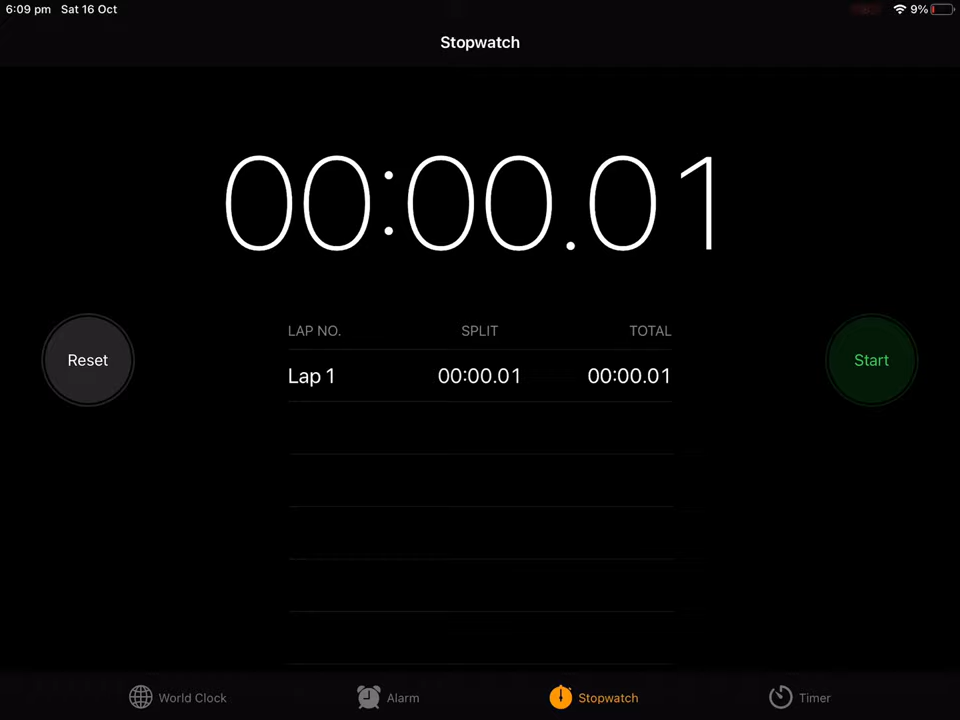 6:09 pm Sat 16 Oct 9%
Stopwatch
00:00.01
LAP NO. SPLIT TOTAL
Reset
Start
Lap 1 00:00.01 00:00.01
World Clock Alarm Stopwatch Timer